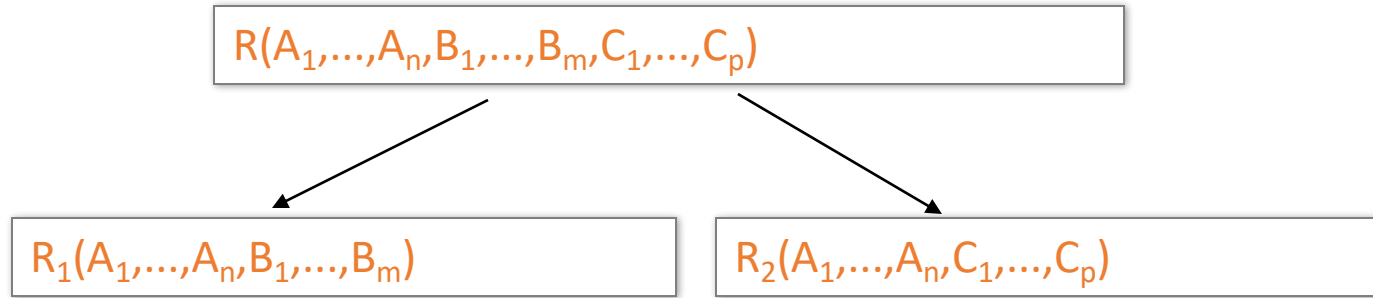 R(A₁,...,Aₙ,B₁,...,Bₘ,C₁,...,Cₚ)
R₁(A₁,...,Aₙ,B₁,...,Bₘ)
R₂(A₁,...,Aₙ,C₁,...,Cₚ)